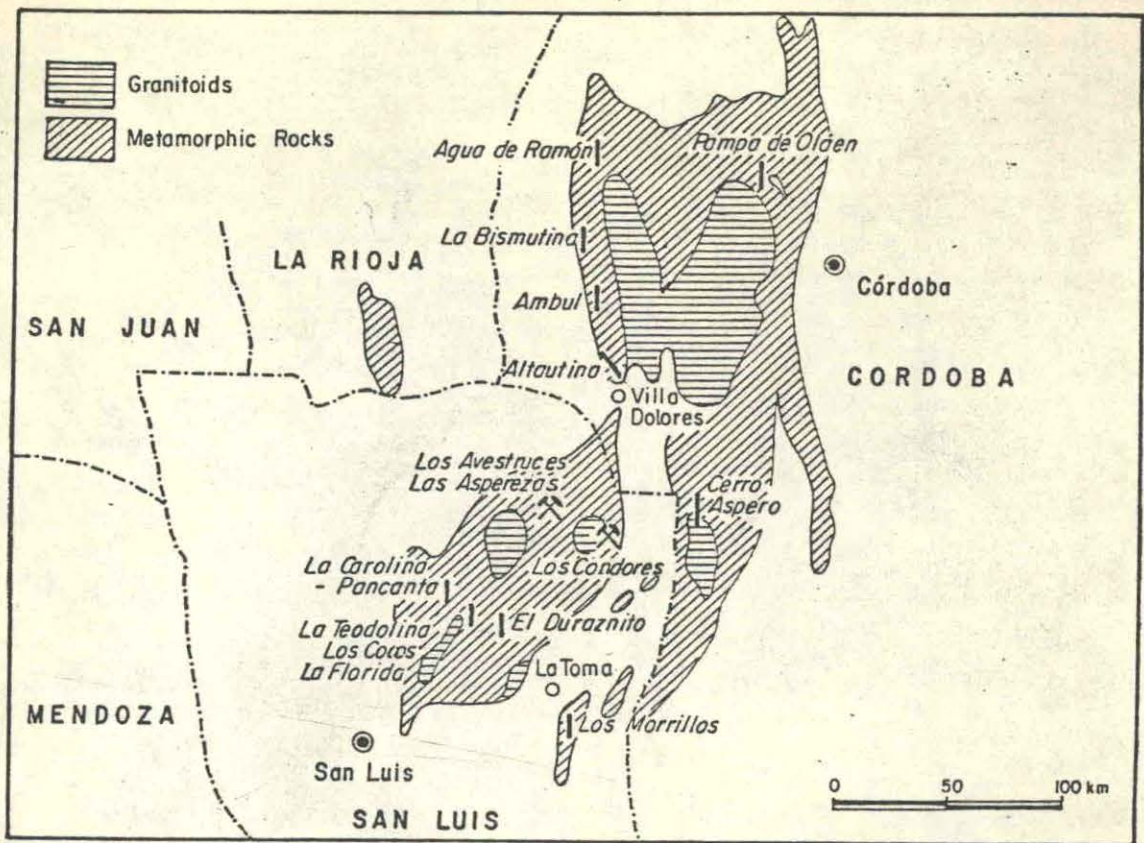 Granitoids
Metamorphic Rocks
Agua de Ramón
Pampa de Oláen
La Bismutina
LA RIOJA
Córdoba
Ambul
SAN JUAN
Altautina
CORDOBA
Villa
Dolores
Los Avestruces
Las Asperezas
Cerro
Aspero
La Carolina
- Pancanta
Los Cóndores
La Teodolina
El Duraznito
Los Cocos
La Florida
La Toma
MENDOZA
Los Morrillos
San Luis
0 50 100 km
SAN LUIS